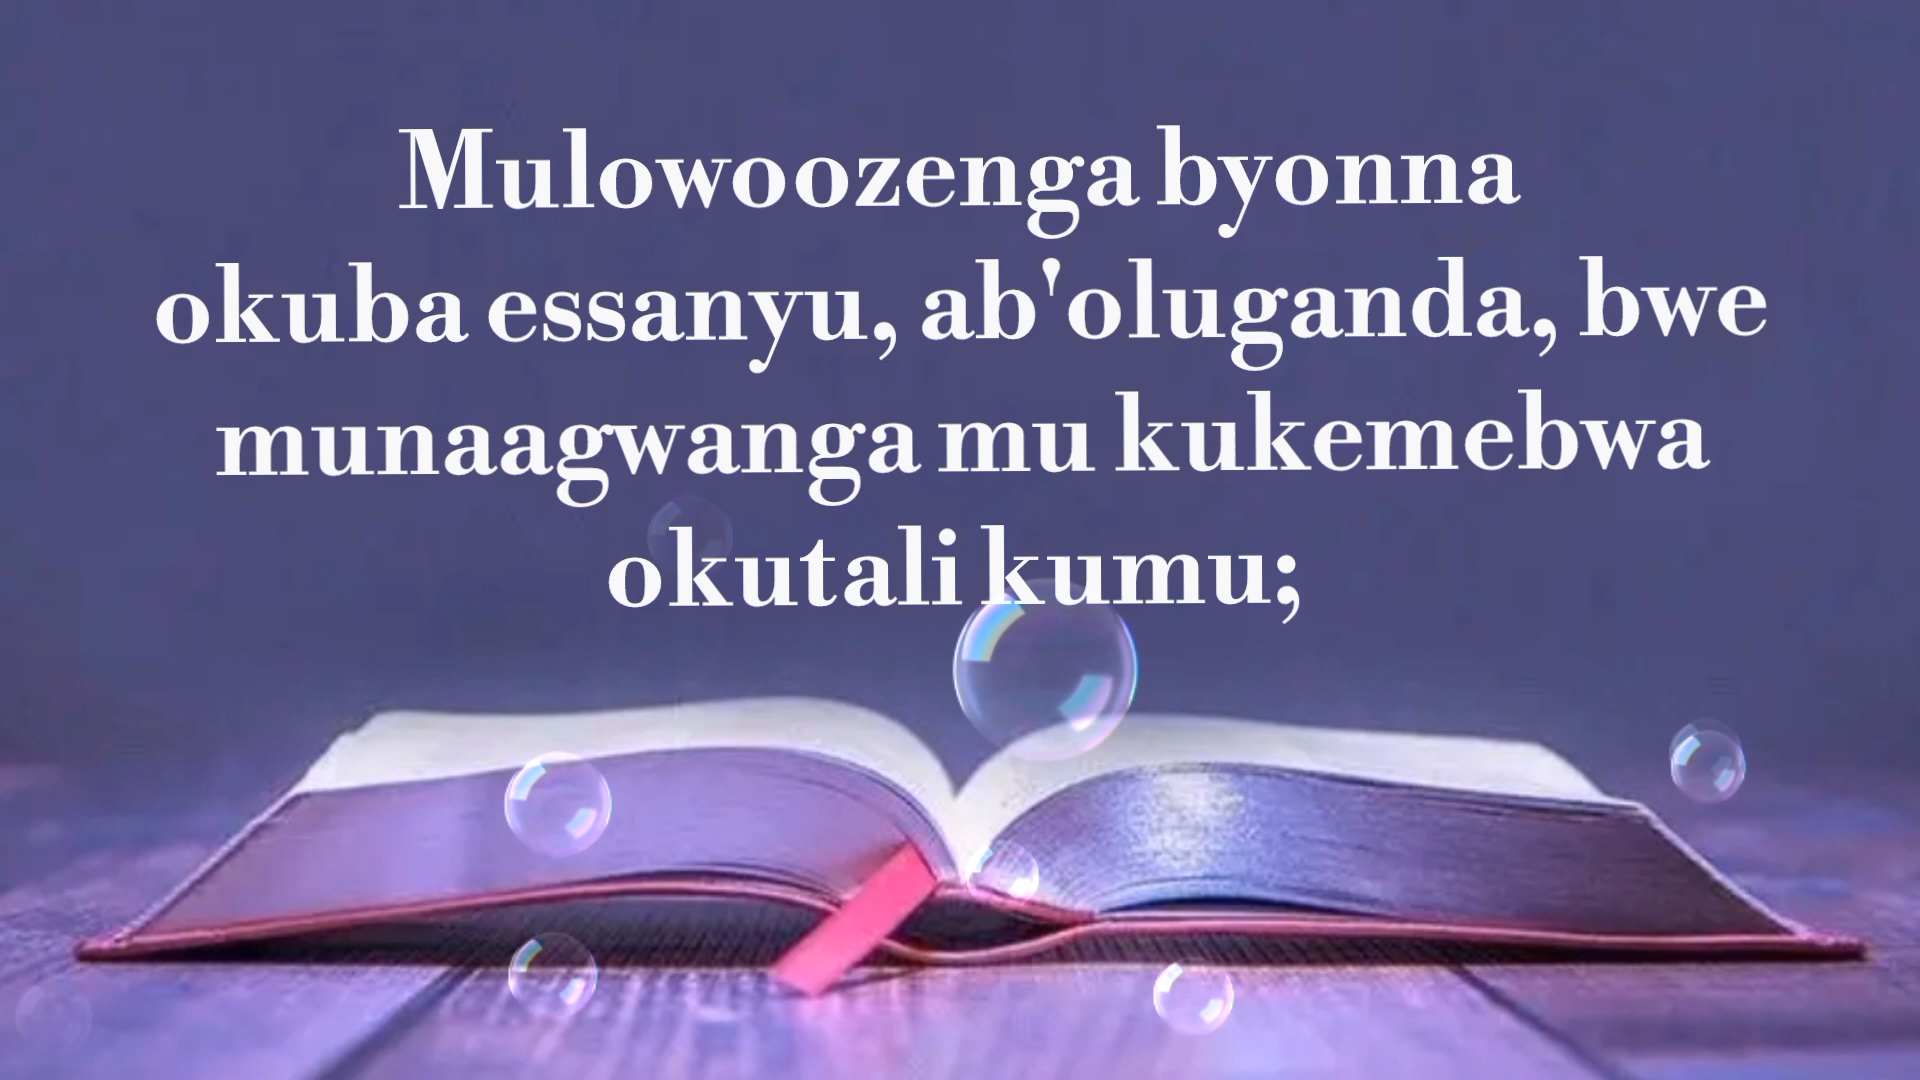 Mulowoozenga byonna
okuba essanyu, ab'oluganda, bwe
munaagwanga mu kukemebwa
okutali kumu;